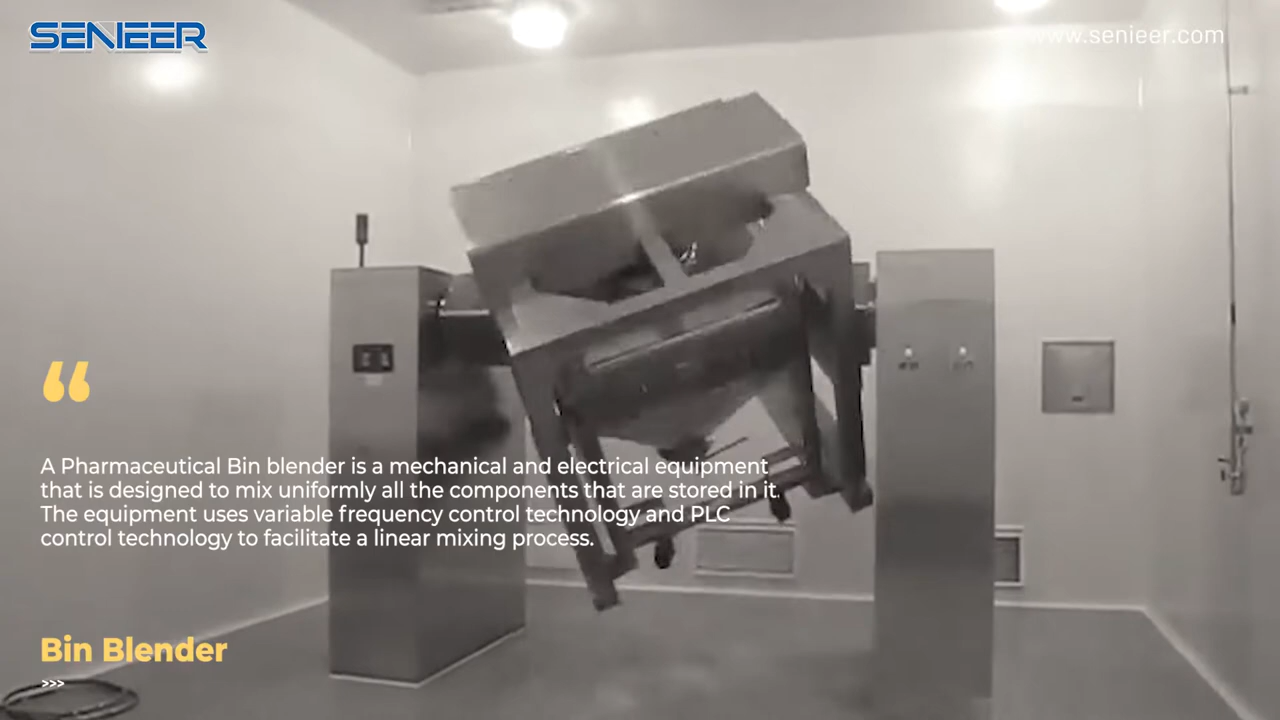 SENIEER
www.senieer.com
“
A Pharmaceutical Bin blender is a mechanical and electrical equipment
that is designed to mix uniformly all the components that are stored in it.
The equipment uses variable frequency control technology and PLC
control technology to facilitate a linear mixing process.
Bin Blender
>>>